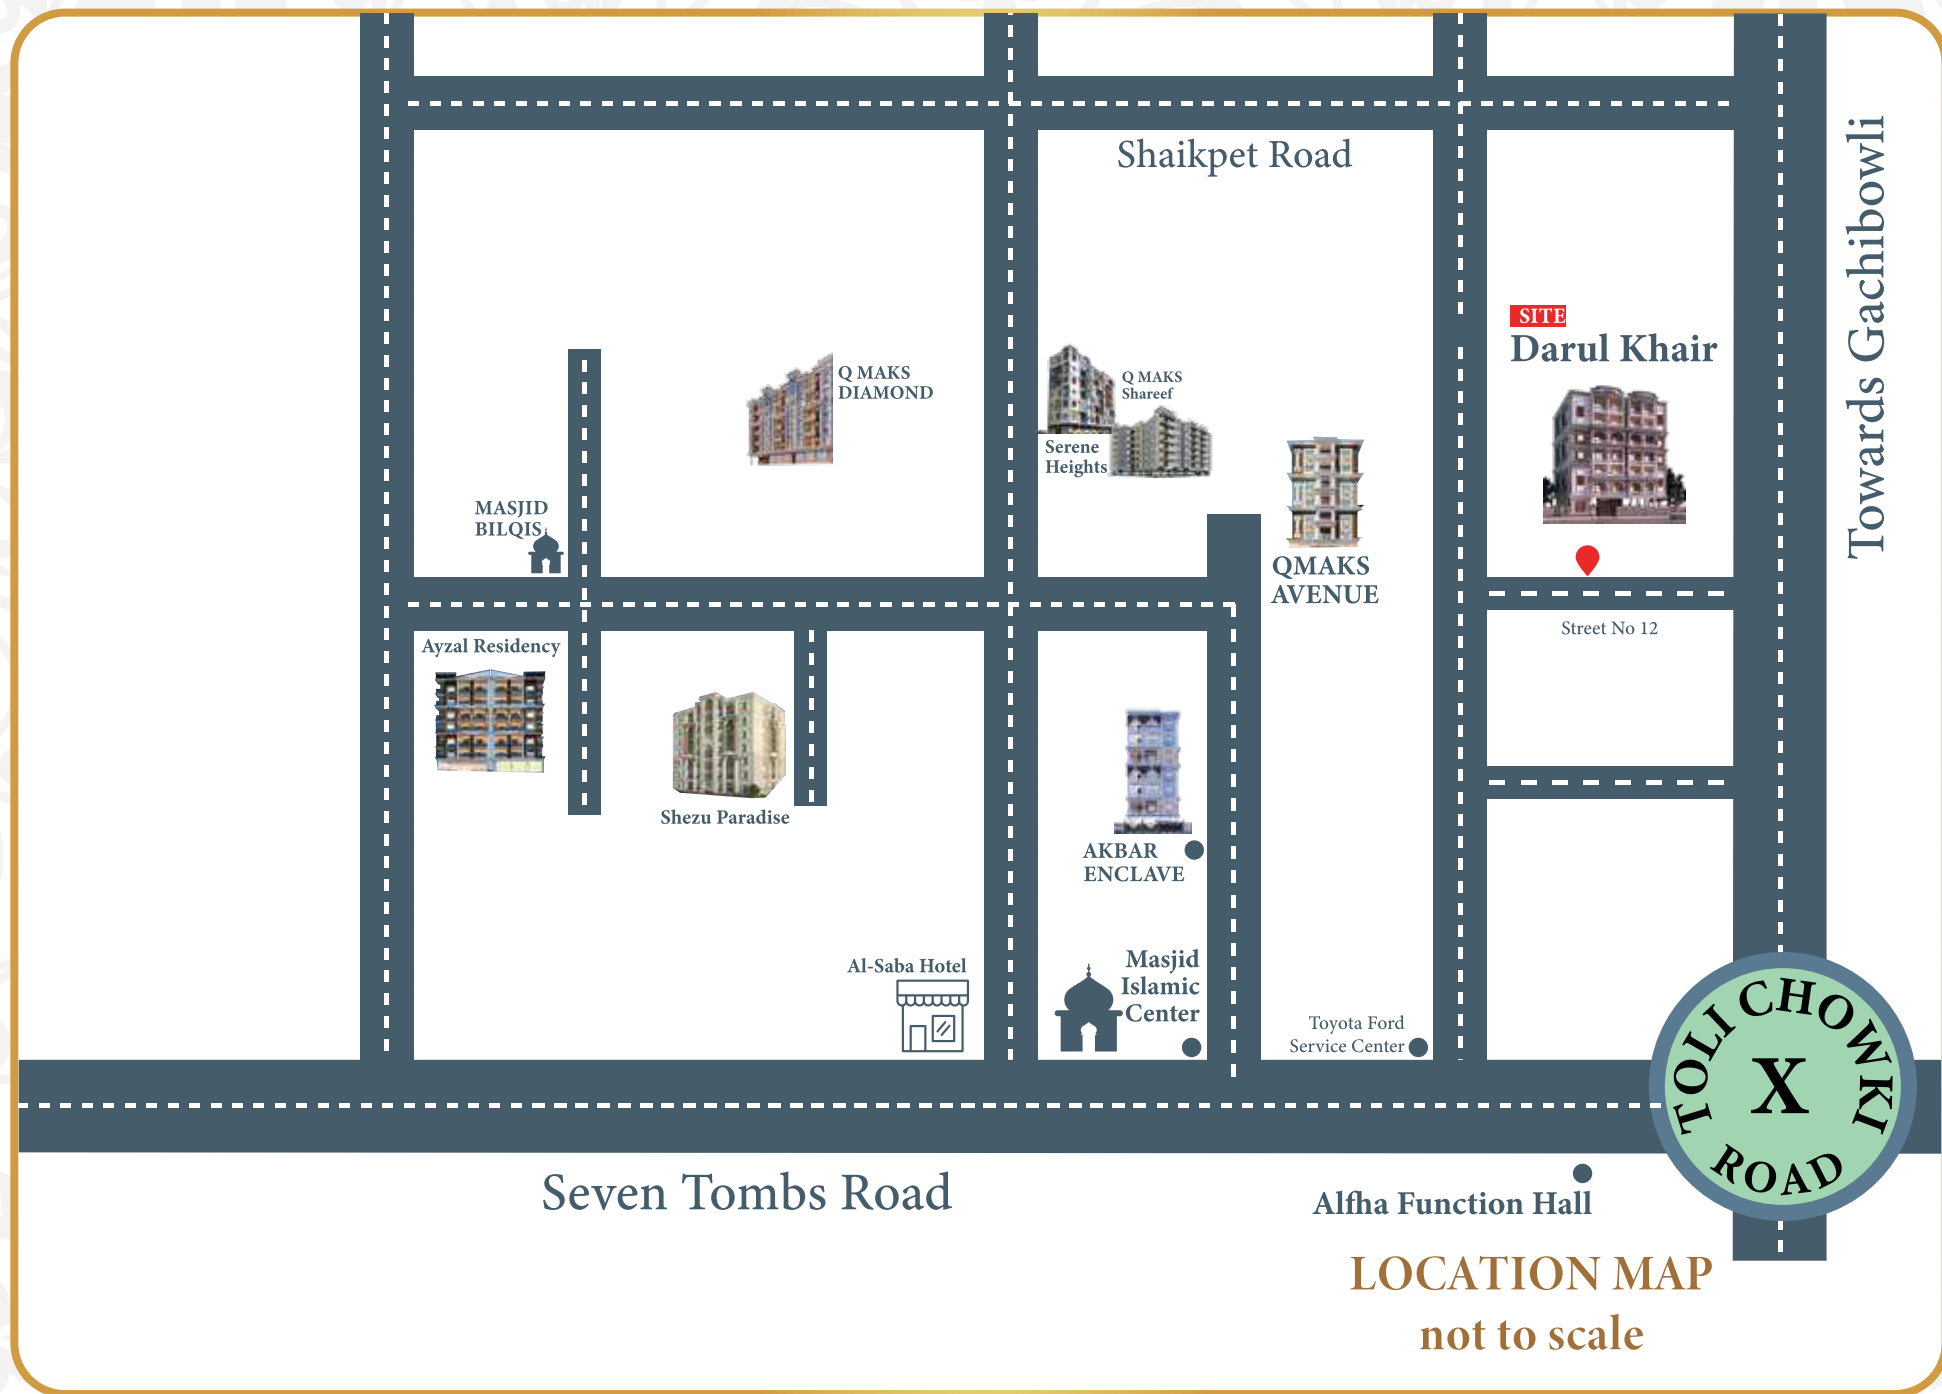 Shaikpet Road
Towards Gachibowli
SITE
Darul Khair
Q MAKS
DIAMOND
Q MAKS
Shareef
Serene
Heights
MASJID
BILQIS
QMAKS
AVENUE
Street No 12
Ayzal Residency
Shezu Paradise
AKBAR
ENCLAVE
Al-Saba Hotel
Masjid
Islamic
Center
Toyota Ford
Service Center
TOLI CHOWKI
X
ROAD
Seven Tombs Road
Alfha Function Hall
LOCATION MAP
not to scale